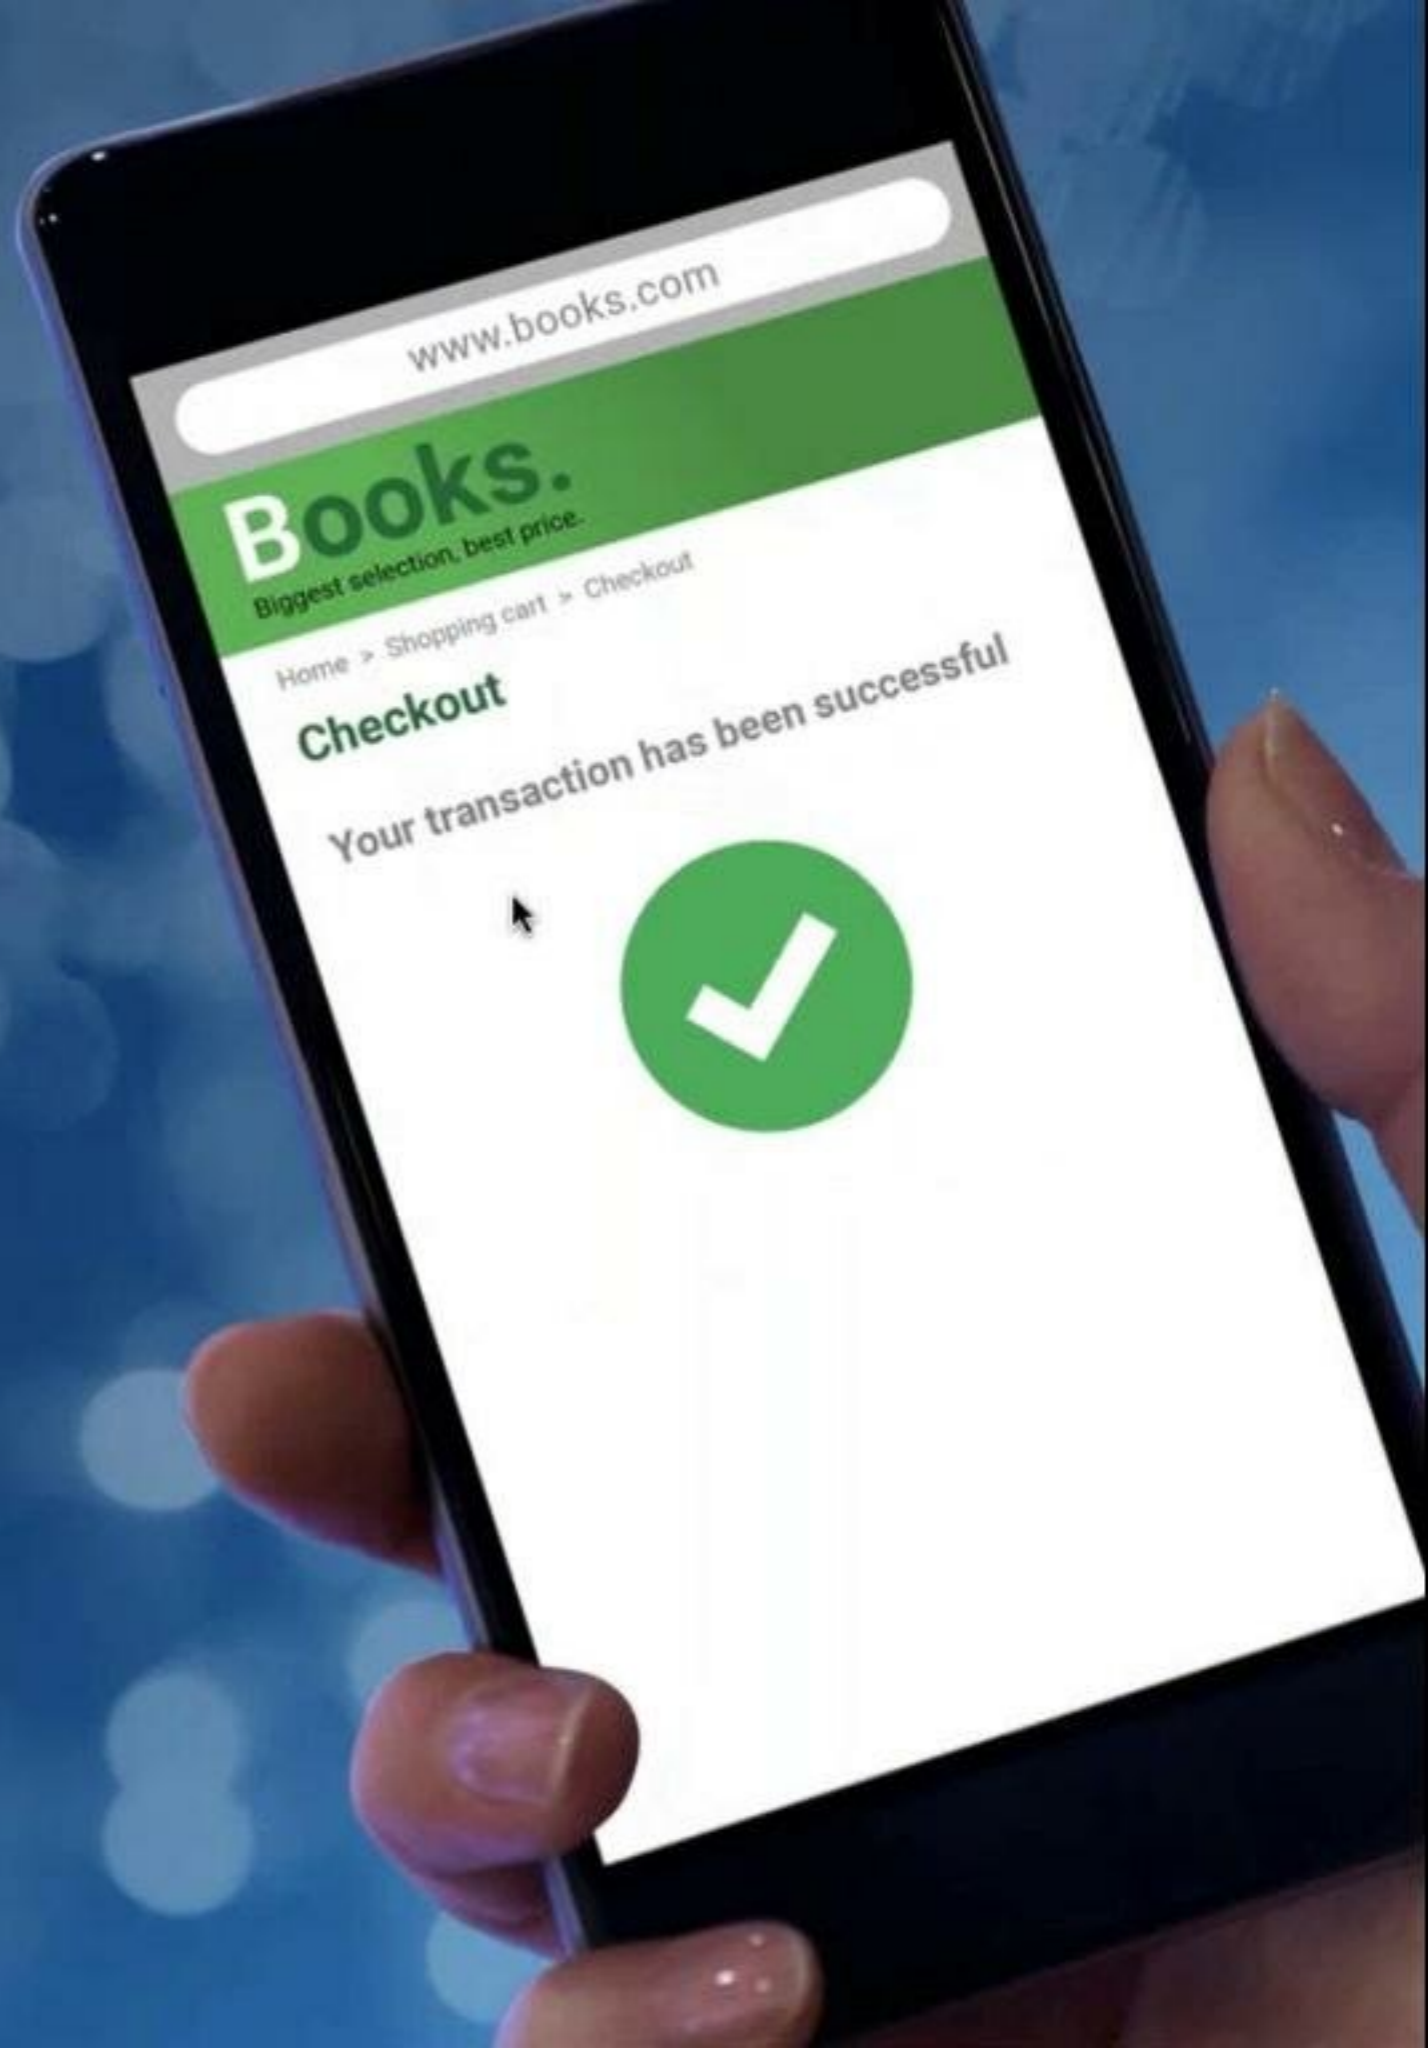 www.books.com
Books.
Biggest selection, best price.
Home > Shopping cart > Checkout
Checkout
Your transaction has been successful